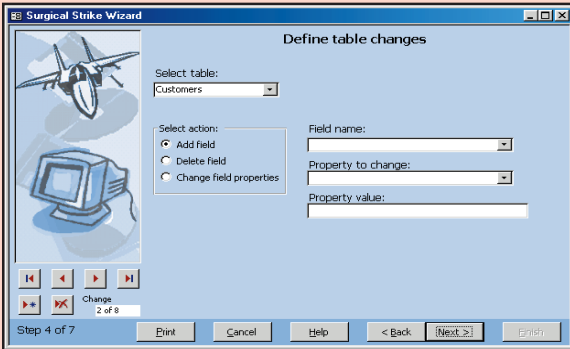 Surgical Strike Wizard
Define table changes
Select table:
Customers
Select action:
Add field
Delete field
Change field properties
Field name:
Property to change:
Property value:
Change
2 of 8
Step 4 of 7
Print
Cancel
Help
< Back
Next >
Finish